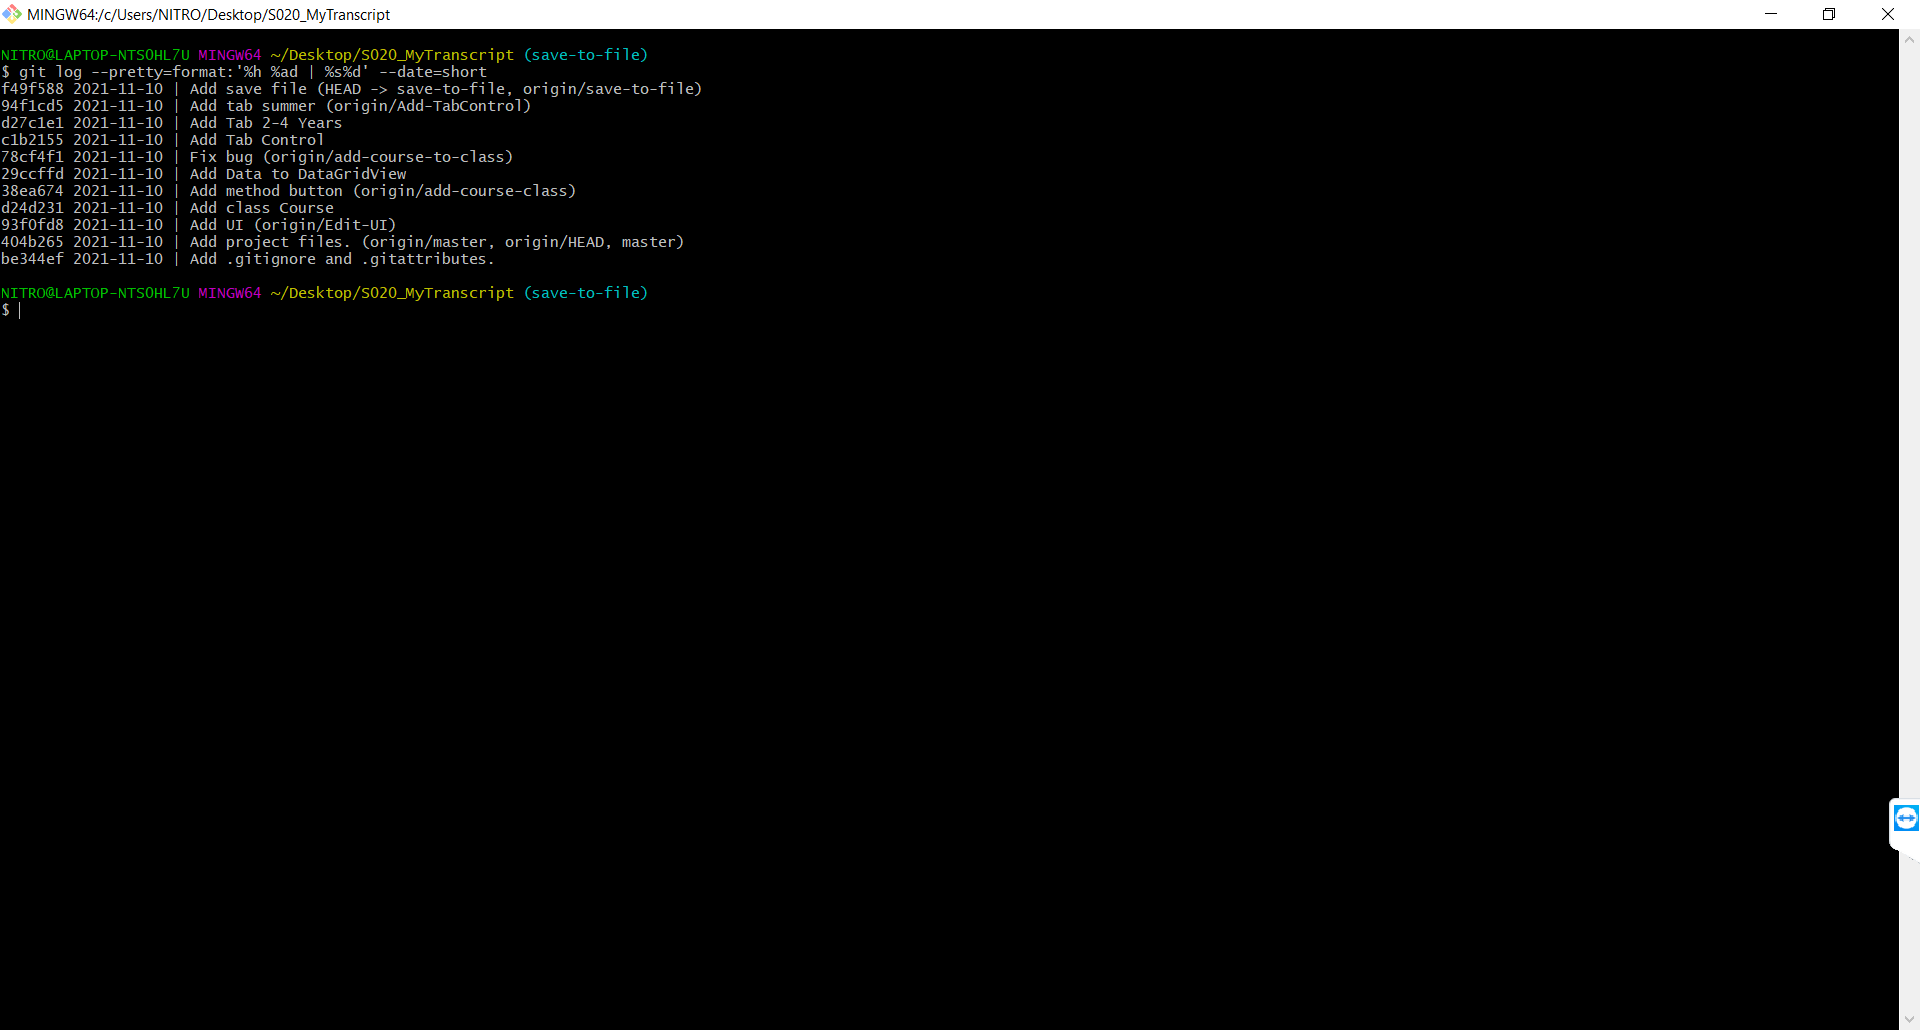 MINGW64:/c/Users/NITRO/Desktop/S020_MyTranscript
NITRO@LAPTOP-NTS0HL7U MINGW64 ~/Desktop/S020_MyTranscript (save-to-file)
$ git log --pretty=format:'%h %ad | %s%d' --date=short
f49f588 2021-11-10 | Add save file (HEAD -> save-to-file, origin/save-to-file)
94f1cd5 2021-11-10 | Add tab summer (origin/Add-TabControl)
d27c1e1 2021-11-10 | Add Tab 2-4 Years
c1b2155 2021-11-10 | Add Tab Control
78cf4f1 2021-11-10 | Fix bug (origin/add-course-to-class)
29ccffd 2021-11-10 | Add Data to DataGridView
38ea674 2021-11-10 | Add method button (origin/add-course-class)
d24d231 2021-11-10 | Add class Course
93f0fd8 2021-11-10 | Add UI (origin/Edit-UI)
404b265 2021-11-10 | Add project files. (origin/master, origin/HEAD, master)
be344ef 2021-11-10 | Add .gitignore and .gitattributes.
NITRO@LAPTOP-NTS0HL7U MINGW64 ~/Desktop/S020_MyTranscript (save-to-file)
$